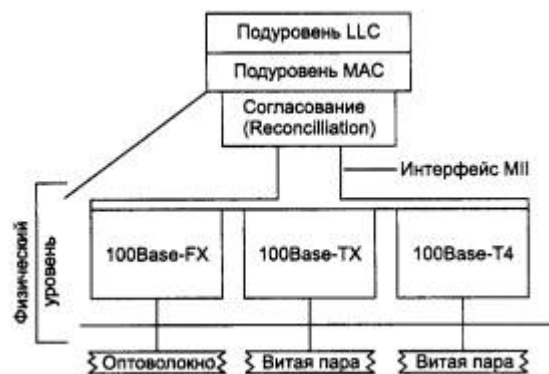 Подуровень LLC
Подуровень MAC
Согласование
(Reconcilliation)
Интерфейс MII
Физический
уровень
100Base-FX
100Base-TX
100Base-T4
Оптоволокно
Витая пара
Витая пара